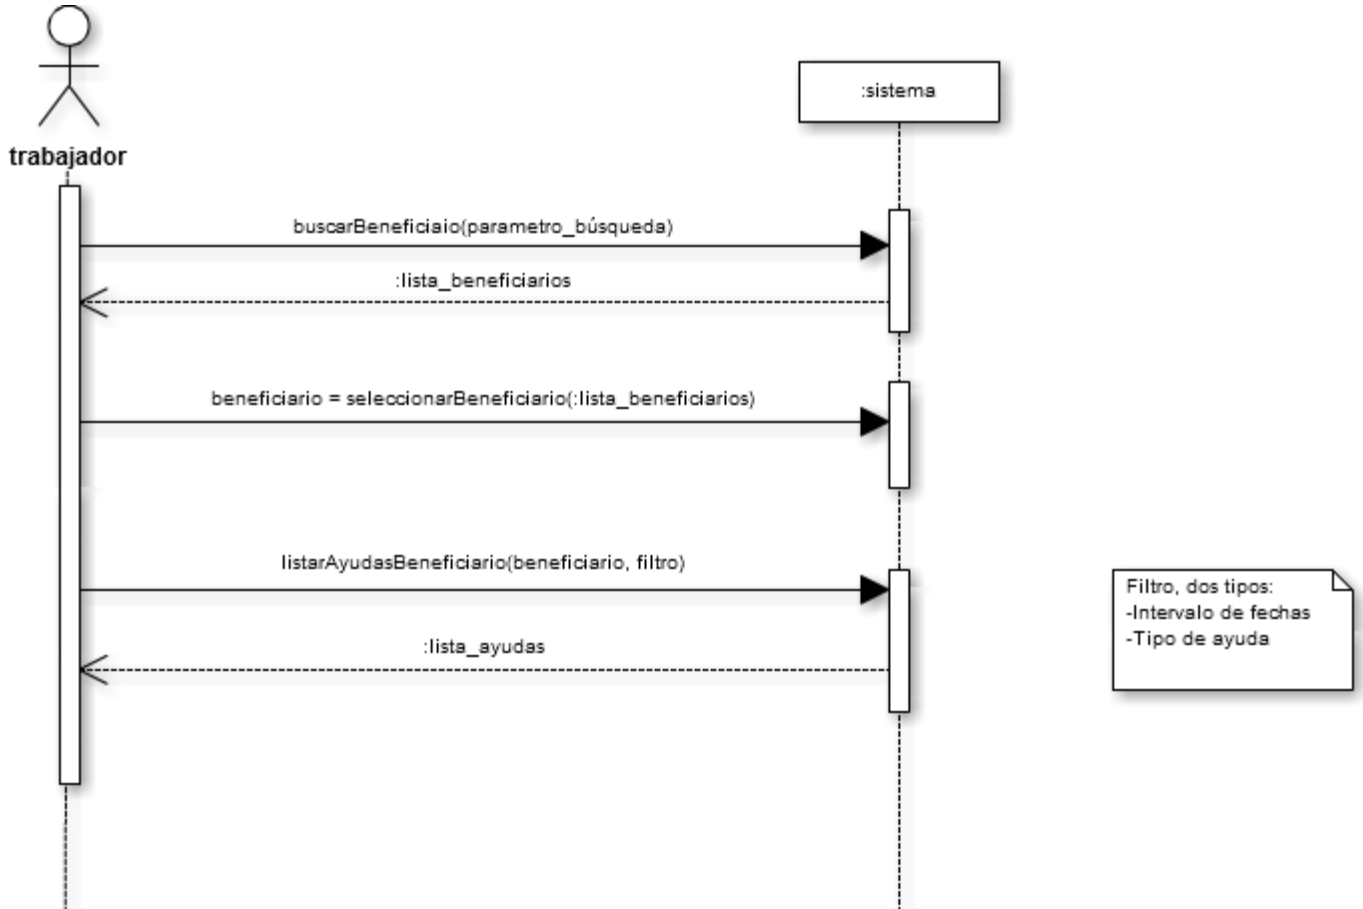 :sistema
trabajador
buscarBeneficiaio(parametro_búsqueda)
:lista_beneficiarios
beneficiario = seleccionarBeneficiario(:lista_beneficiarios)
listarAyudasBeneficiario(beneficiario, filtro)
:lista_ayudas
Filtro, dos tipos:
-Intervalo de fechas
-Tipo de ayuda